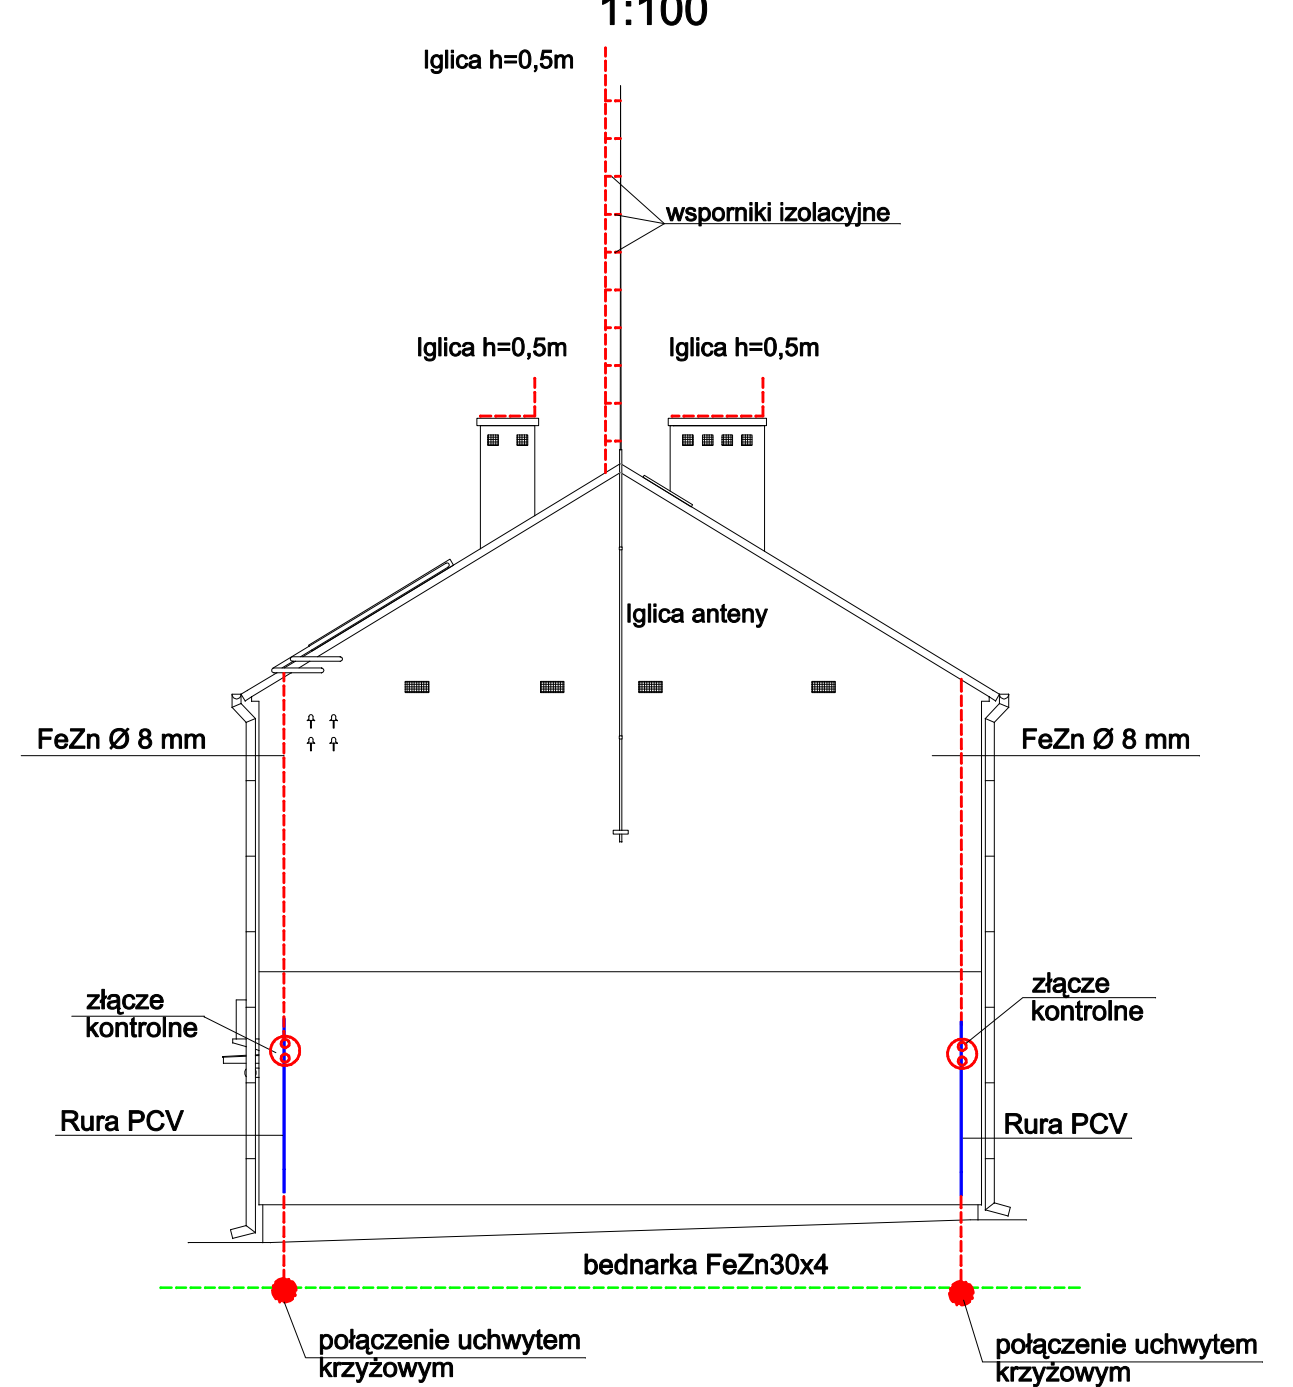 1:100
Iglica h=0,5m
wsporniki izolacyjne
Iglica h=0,5m
Iglica h=0,5m
Iglica anteny
FeZn Ø 8 mm
FeZn Ø 8 mm
złącze
kontrolne
złącze
kontrolne
Rura PCV
Rura PCV
bednarka FeZn30x4
połączenie uchwytem
krzyżowym
połączenie uchwytem
krzyżowym